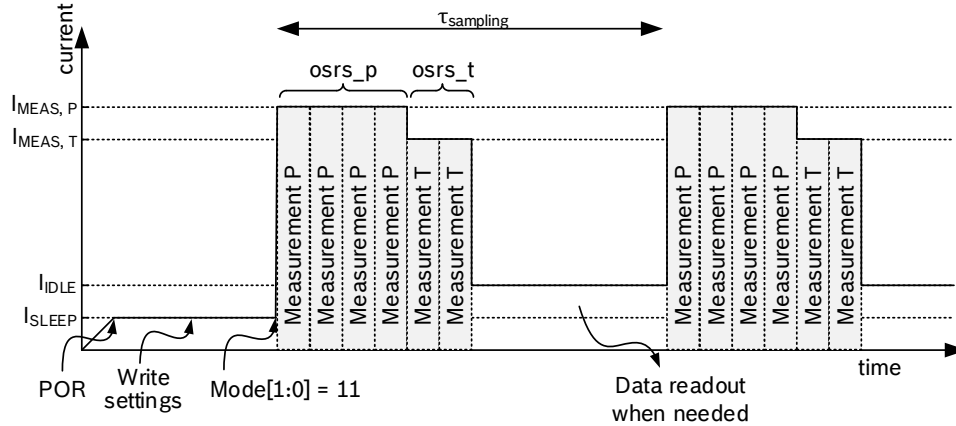 τsampling
current
osrs_p
osrs_t
IMEAS, P
IMEAS, T
Measurement P
Measurement P
Measurement P
Measurement P
Measurement T
Measurement T
Measurement P
Measurement P
Measurement P
Measurement P
Measurement T
Measurement T
IIDLE
ISLEEP
time
POR
Write
settings
Mode[1:0] = 11
Data readout
when needed